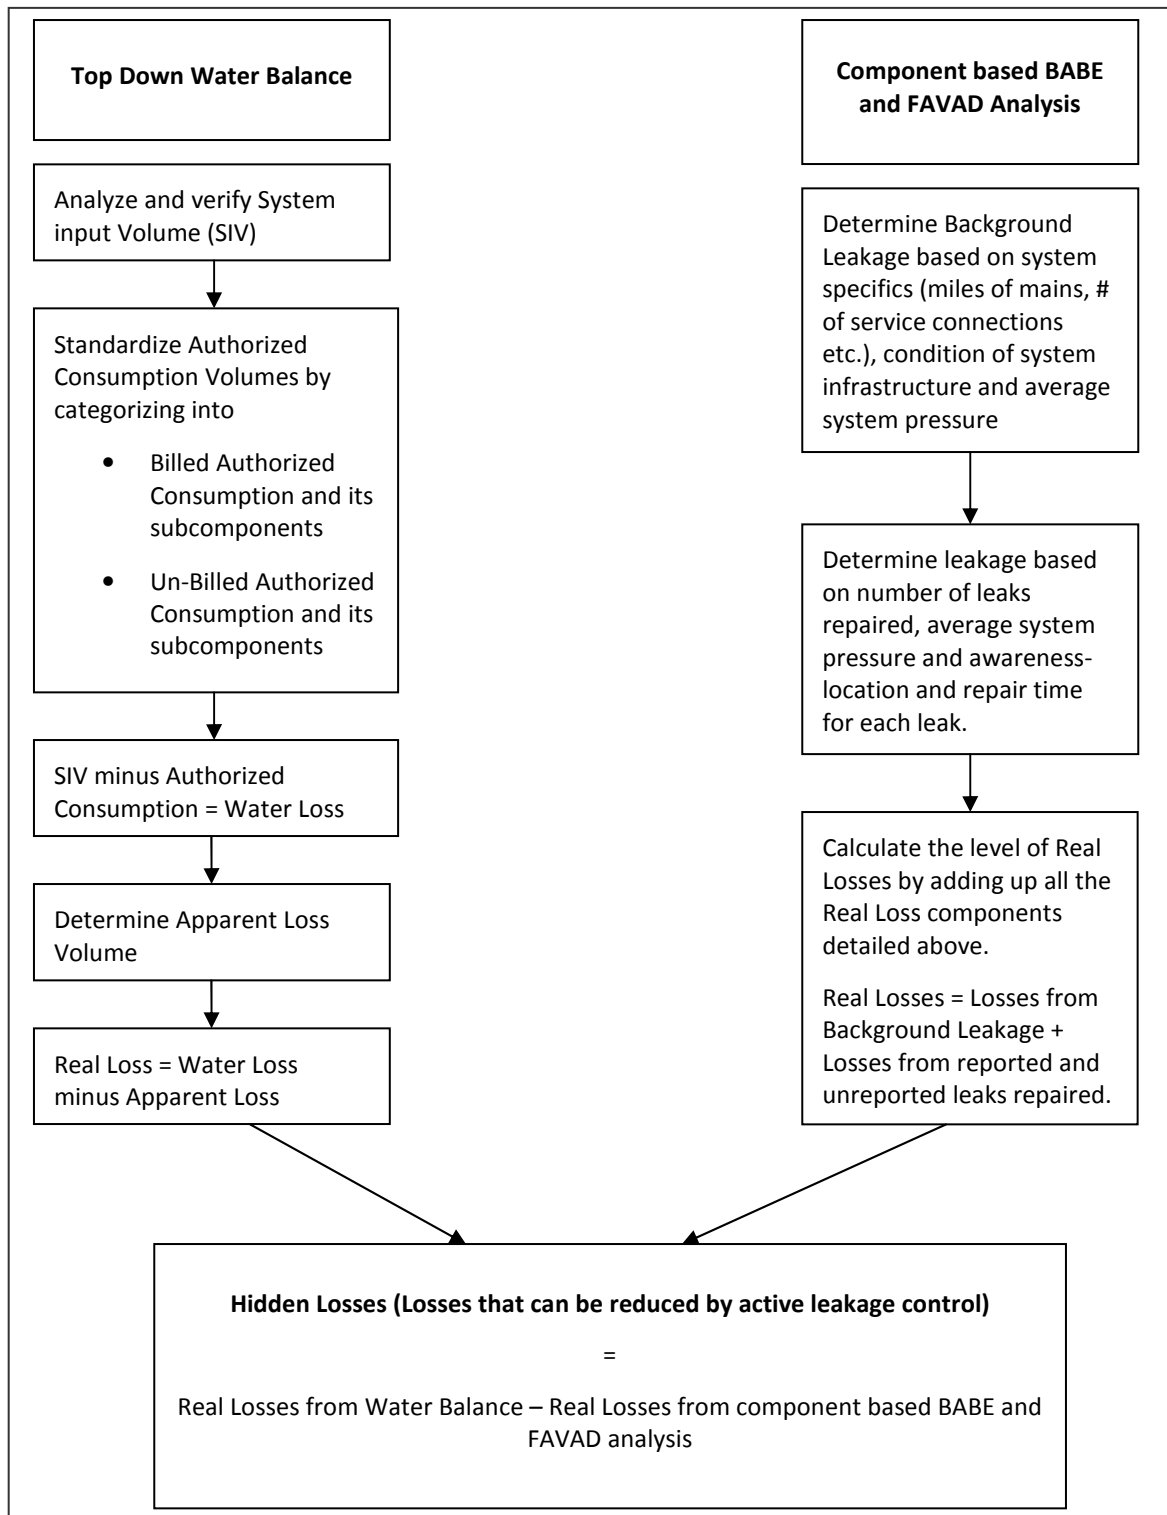 Top Down Water Balance
Analyze and verify System
input Volume (SIV)
Standardize Authorized
Consumption Volumes by
categorizing into
• Billed Authorized
Consumption and its
subcomponents
• Un-Billed Authorized
Consumption and its
subcomponents
SIV minus Authorized
Consumption = Water Loss
Determine Apparent Loss
Volume
Real Loss = Water Loss
minus Apparent Loss
Component based BABE
and FAVAD Analysis
Determine Background
Leakage based on system
specifics (miles of mains, #
of service connections
etc.), condition of system
infrastructure and average
system pressure
Determine leakage based
on number of leaks
repaired, average system
pressure and awareness-
location and repair time
for each leak.
Calculate the level of Real
Losses by adding up all the
Real Loss components
detailed above.
Real Losses = Losses from
Background Leakage +
Losses from reported and
unreported leaks repaired.
Hidden Losses (Losses that can be reduced by active leakage control)
=
Real Losses from Water Balance – Real Losses from component based BABE and
FAVAD analysis